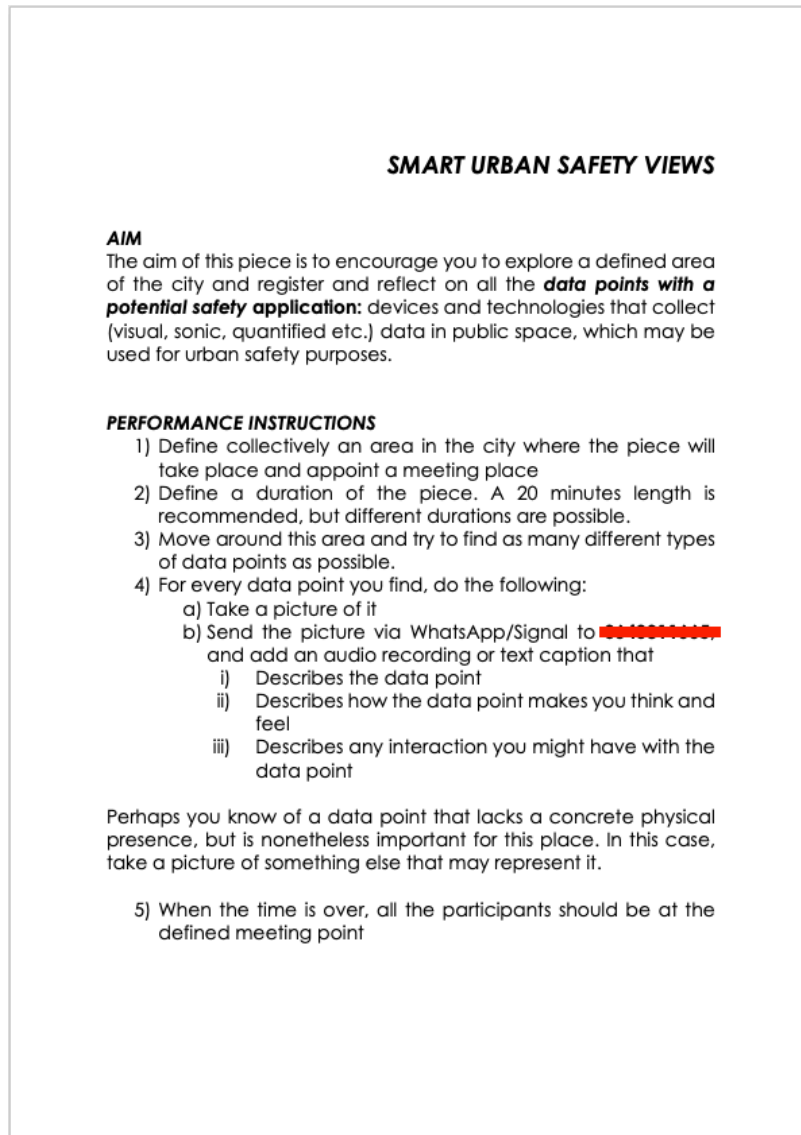 SMART URBAN SAFETY VIEWS
AIM
The aim of this piece is to encourage you to explore a defined area
of the city and register and reflect on all the data points with a
potential safety application: devices and technologies that collect
(visual, sonic, quantified etc.) data in public space, which may be
used for urban safety purposes.
PERFORMANCE INSTRUCTIONS
1) Define collectively an area in the city where the piece will
take place and appoint a meeting place
2) Define a duration of the piece. A 20 minutes length is
recommended, but different durations are possible.
3) Move around this area and try to find as many different types
of data points as possible.
4) For every data point you find, do the following:
a) Take a picture of it
b) Send the picture via WhatsApp/Signal to
and add an audio recording or text caption that
i) Describes the data point
ii) Describes how the data point makes you think and
feel
iii) Describes any interaction you might have with the
data point
Perhaps you know of a data point that lacks a concrete physical
presence, but is nonetheless important for this place. In this case,
take a picture of something else that may represent it.
5) When the time is over, all the participants should be at the
defined meeting point